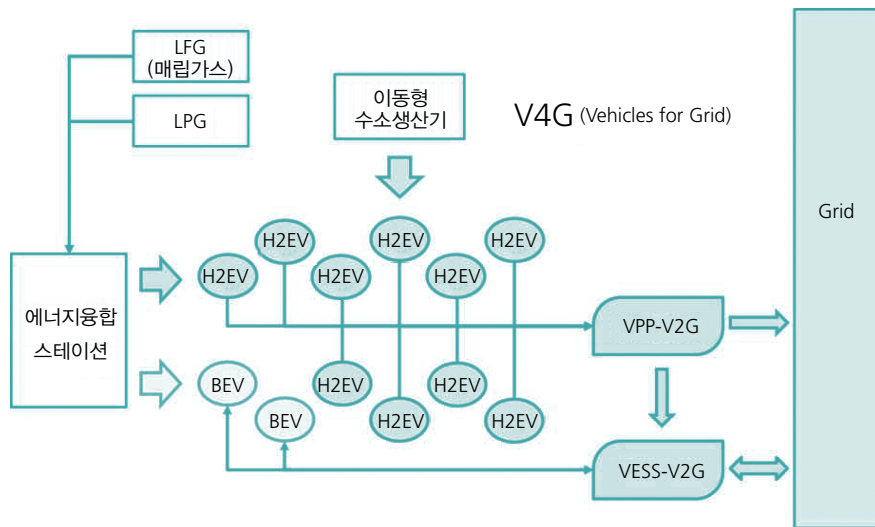 LFG
(매립가스)
LPG
이동형
수소생산기
V4G (Vehicles for Grid)
Grid
에너지융합
스테이션
H2EV
H2EV
H2EV
H2EV
H2EV
H2EV
VPP-V2G
BEV
BEV
H2EV
H2EV
H2EV
H2EV
VESS-V2G